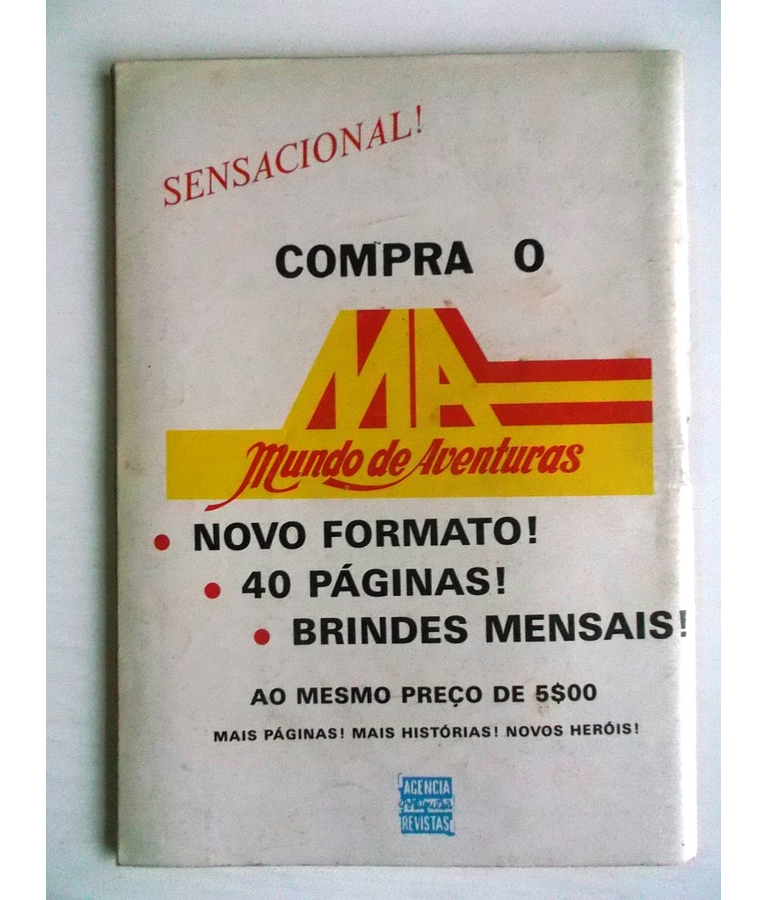 SENSACIONAL!
COMPRA O
MA
Mundo de Aventuras
• NOVO FORMATO!
• 40 PÁGINAS!
• BRINDES MENSAIS!
AO MESMO PREÇO DE 5$00
MAIS PÁGINAS! MAIS HISTÓRIAS! NOVOS HERÓIS!
AGENCIA
REVISTAS